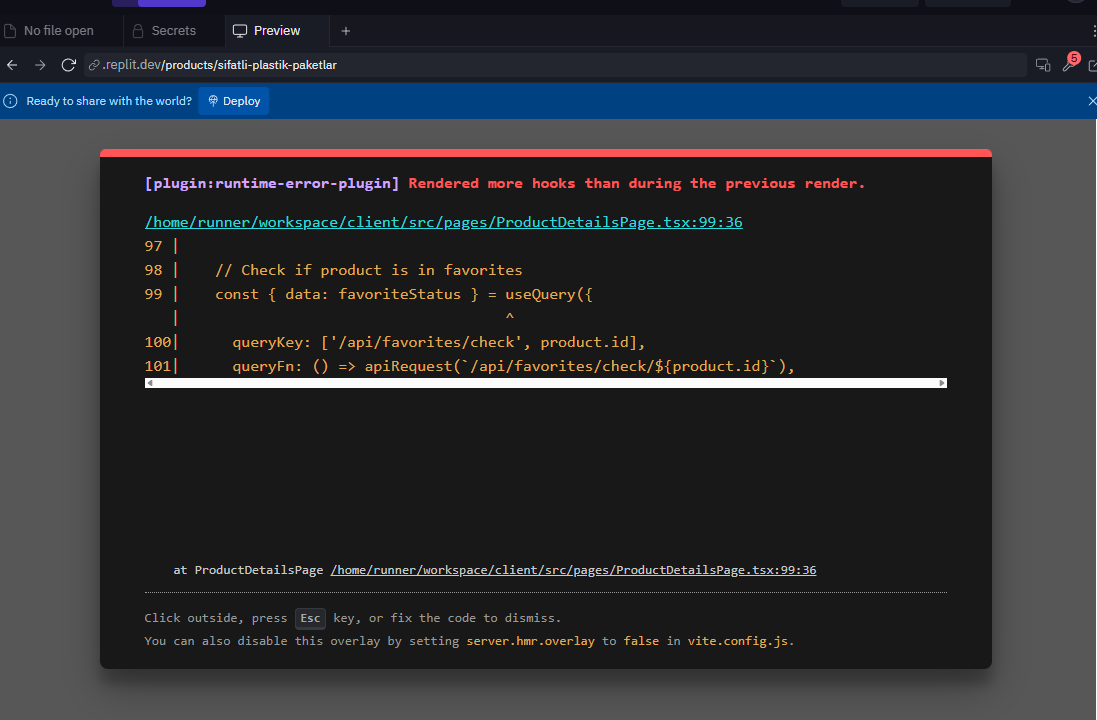 No file open Secrets Preview +
.replit.dev/products/sifatli-plastik-paketlar 5
Ready to share with the world? Deploy
[plugin:runtime-error-plugin] Rendered more hooks than during the previous render.
/home/runner/workspace/client/src/pages/ProductDetailsPage.tsx:99:36
97 |
98 | // Check if product is in favorites
99 | const { data: favoriteStatus } = useQuery({
| ^
100| queryKey: ['/api/favorites/check', product.id],
101| queryFn: () => apiRequest(`/api/favorites/check/${product.id}`),
at ProductDetailsPage /home/runner/workspace/client/src/pages/ProductDetailsPage.tsx:99:36
Click outside, press Esc key, or fix the code to dismiss.
You can also disable this overlay by setting server.hmr.overlay to false in vite.config.js.